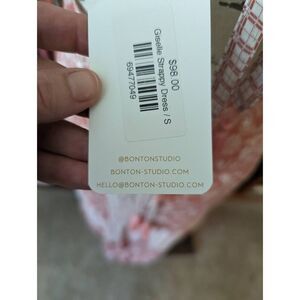 $98.00
Giselle Strappy Dress / S
69477049
@BONTONSTUDIO
BONTON-STUDIO.COM
HELLO@BONTON-STUDIO.COM